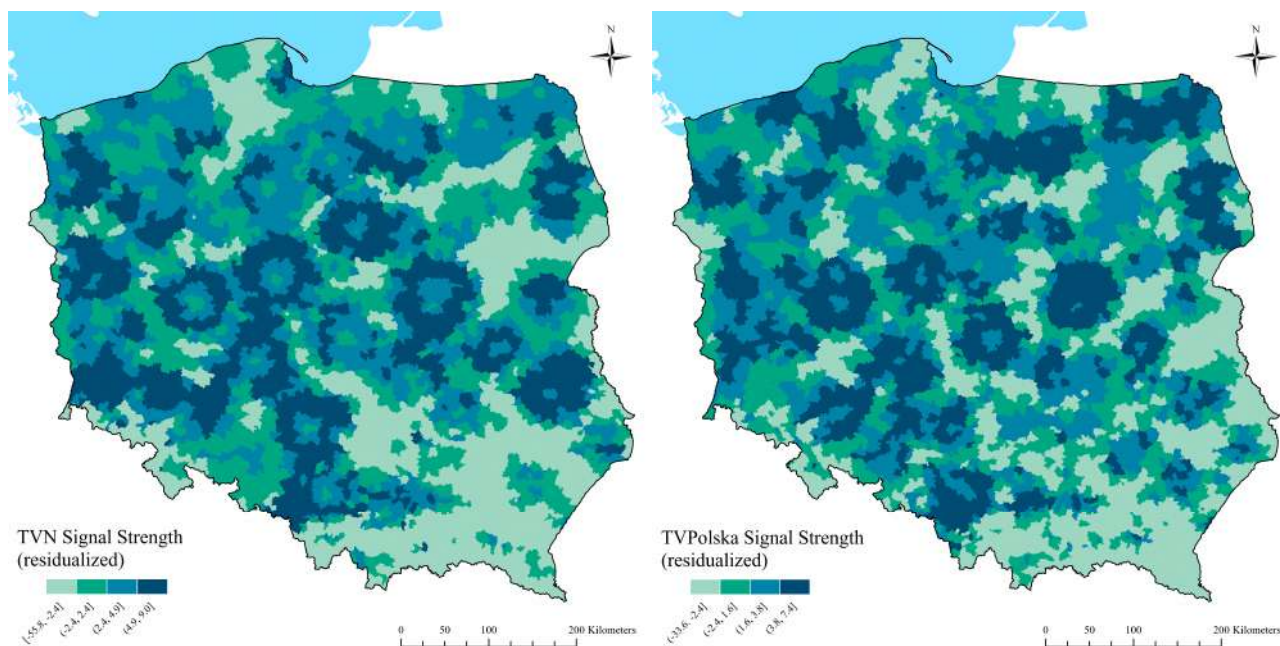 N
TVN Signal Strength
(residualized)
[-55.8, -2.4]
(-2.4, 2.4]
(2.4, 4.9]
(4.9, 9.0]
0 50 100 200 Kilometers
N
TVPolska Signal Strength
(residualized)
[-33.6, -2.4]
(-2.4, 1.6]
(1.6, 3.8]
(3.8, 7.4]
0 50 100 200 Kilometers